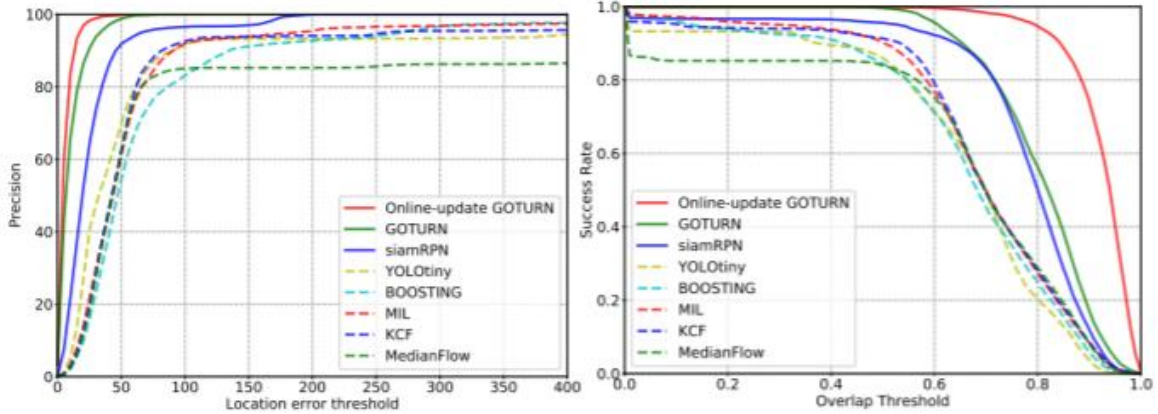 100
80
60
40
20
0
Precision
0 50 100 150 200 250 300 350 400
Location error threshold
Online-update GOTURN
GOTURN
siamRPN
YOLOtiny
BOOSTING
MIL
KCF
MedianFlow
1.0
0.8
0.6
0.4
0.2
0.0
Success Rate
0.0 0.2 0.4 0.6 0.8 1.0
Overlap Threshold
Online-update GOTURN
GOTURN
siamRPN
YOLOtiny
BOOSTING
MIL
KCF
MedianFlow